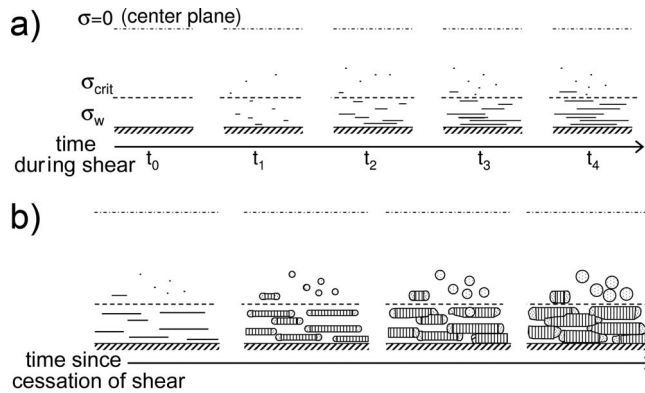 a)
σ=0 (center plane)
σcrit
σw
time
during shear
t0
t1
t2
t3
t4
b)
time since
cessation of shear